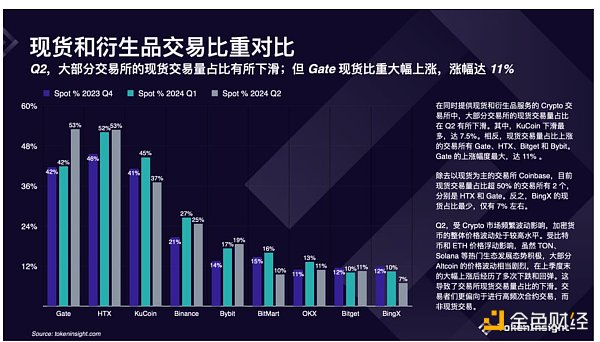 现货和衍生品交易比重对比
Q2，大部分交易所的现货交易量占比有所下滑；但 Gate 现货比重大幅上涨，涨幅达 11%
Spot % 2023 Q4 Spot % 2024 Q1 Spot % 2024 Q2
60%
48%
36%
24%
12%
42% 42% 53%
46% 52% 53%
41% 45% 37%
21% 27% 25%
14% 17% 19%
15% 16% 10%
11% 13% 11%
12% 10% 11%
12% 10% 7%
Gate HTX KuCoin Binance Bybit BitMart OKX Bitget BingX
Source: tokeninsight.com
在同时提供现货和衍生品服务的 Crypto 交
易所中，大部分交易所的现货交易量占比
在 Q2 有所下滑。其中，KuCoin 下滑最
多，达 7.5%。相反，现货交易量占比上涨
的交易所有 Gate、HTX、Bitget 和 Bybit。
Gate 的上涨幅度最大，达 11% 。
除去以现货为主的交易所 Coinbase，目前
现货交易量占比超 50% 的交易所有 2 个，
分别是 HTX 和 Gate。反之，BingX 的现
货占比最少，仅有 7% 左右。
Q2，受 Crypto 市场频繁波动影响，加密货
币的整体价格波动处于较高水平。受比特
币和 ETH 价格浮动影响，虽然 TON、
Solana 等热门生态发展态势积极，大部分
Altcoin 的价格波动相当剧烈，在上季度末
的大幅上涨后经历了多次下跌和回弹。这
导致了交易所现货交易量占比的下滑。交
易者们更偏向于进行高频次合约交易，而
非现货交易。
TokenInsight
金色财经